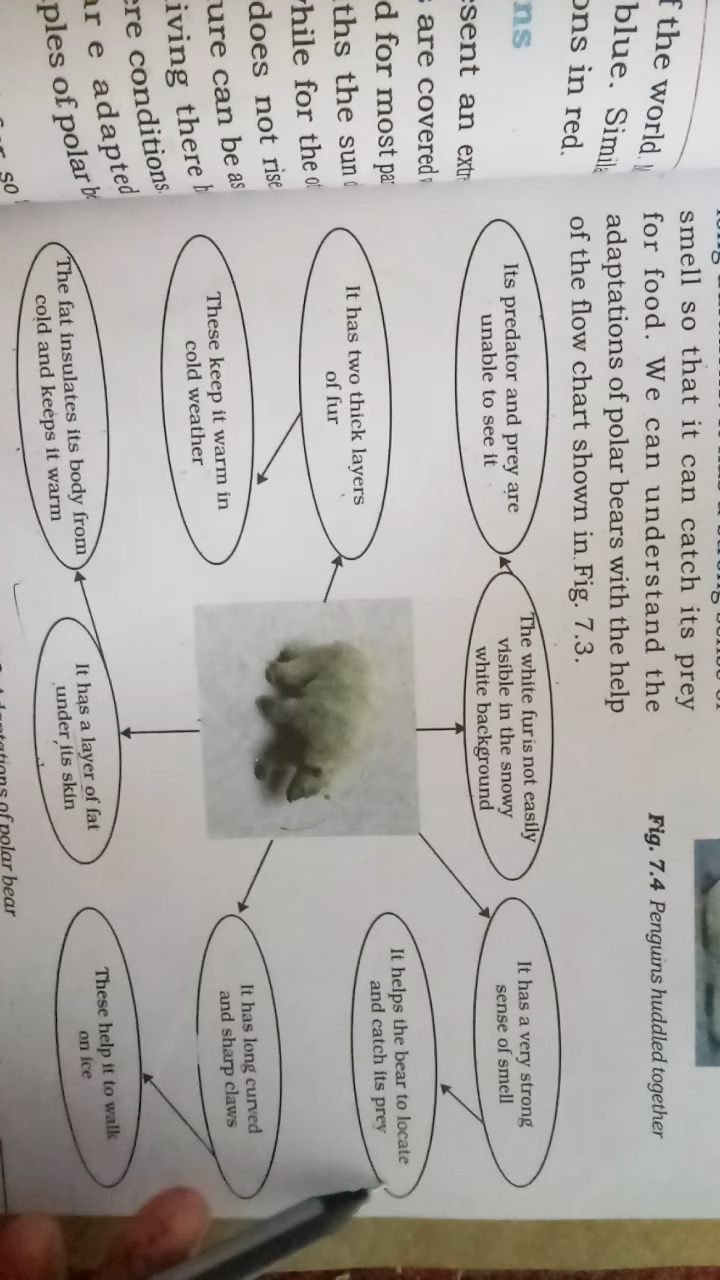 f the world.
blue.
ons in red.
ns
sent an
are covered
d for most
ths the sun
hile for the
does not rise
ure can be as
iving there
ere conditions.
ar e adapted
ples of polar
so
smell so that it can catch its prey
for food. We can understand the
adaptations of polar bears with the help
of the flow chart shown in Fig. 7.3.
Its predator and prey are
unable to see it
The white fur is not easily
visible in the snowy
white background
It has a very strong
sense of smell
It has two thick layers
of fur
It helps the bear to locate
and catch its prey
These keep it warm in
cold weather
It has long curved
and sharp claws
The fat insulates its body from
cold and keeps it warm
It has a layer of fat
under its skin
These help it to walk
on ice
Adaptations of polar bear
Fig. 7.4 Penguins huddled together